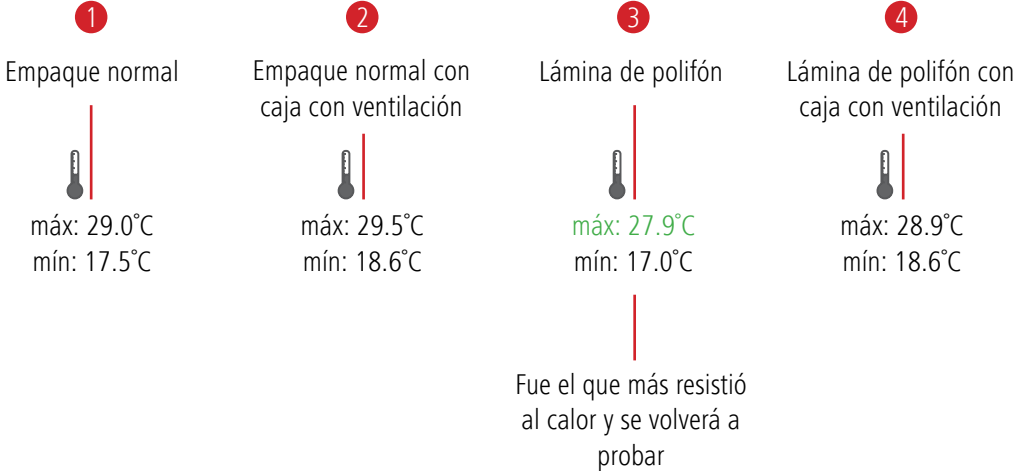 1
Empaque normal
máx: 29.0°C
mín: 17.5°C
2
Empaque normal con
caja con ventilación
máx: 29.5°C
mín: 18.6°C
3
Lámina de polifón
máx: 27.9°C
mín: 17.0°C
Fue el que más resistió
al calor y se volverá a
probar
4
Lámina de polifón con
caja con ventilación
máx: 28.9°C
mín: 18.6°C